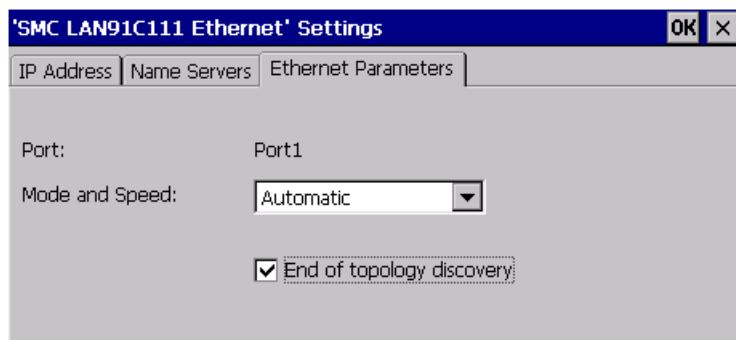 'SMC LAN91C111 Ethernet' Settings OK ×
IP Address Name Servers Ethernet Parameters
Port: Port1
Mode and Speed: Automatic
End of topology discovery